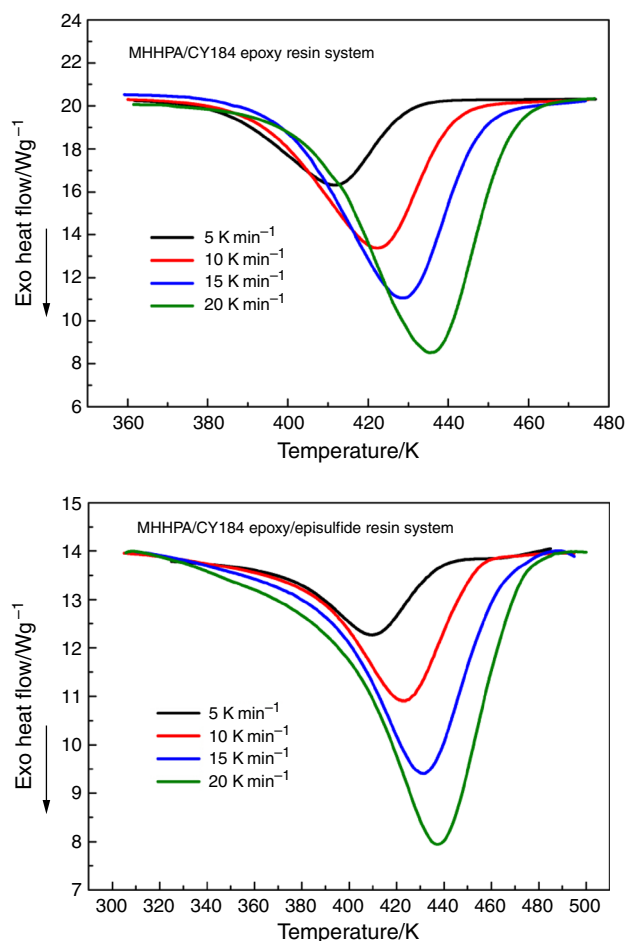 24
22
20
18
16
14
12
10
8
6
Exo heat flow/Wg⁻¹
MHHPA/CY184 epoxy resin system
5 K min⁻¹
10 K min⁻¹
15 K min⁻¹
20 K min⁻¹
360 380 400 420 440 460 480
Temperature/K
15
14
13
12
11
10
9
8
7
Exo heat flow/Wg⁻¹
MHHPA/CY184 epoxy/episulfide resin system
5 K min⁻¹
10 K min⁻¹
15 K min⁻¹
20 K min⁻¹
300 320 340 360 380 400 420 440 460 480 500
Temperature/K